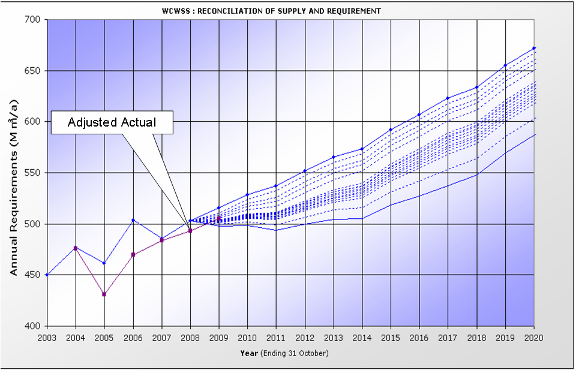 WCWSS : RECONCILIATION OF SUPPLY AND REQUIREMENT
Annual Requirements (M m³/a)
700
650
600
550
500
450
400
Adjusted Actual
2003 2004 2005 2006 2007 2008 2009 2010 2011 2012 2013 2014 2015 2016 2017 2018 2019 2020
Year (Ending 31 October)